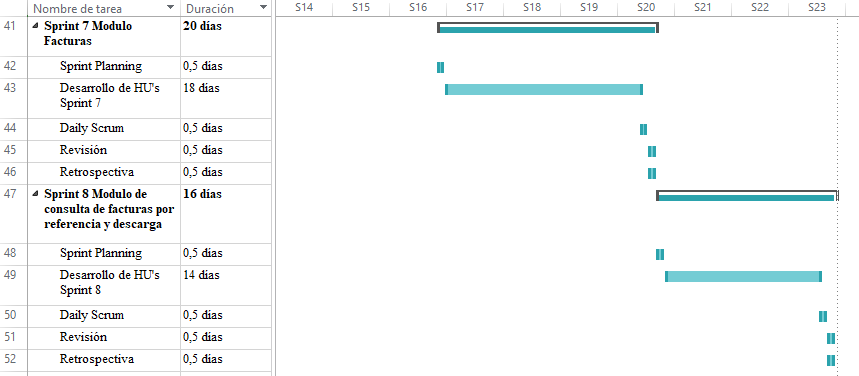 Nombre de tarea Duración S14 S15 S16 S17 S18 S19 S20 S21 S22 S23
41 Sprint 7 Modulo 20 días
Facturas
42 Sprint Planning 0,5 días
43 Desarrollo de HU's 18 días
Sprint 7
44 Daily Scrum 0,5 días
45 Revisión 0,5 días
46 Retrospectiva 0,5 días
47 Sprint 8 Modulo de 16 días
consulta de facturas por
referencia y descarga
48 Sprint Planning 0,5 días
49 Desarrollo de HU's 14 días
Sprint 8
50 Daily Scrum 0,5 días
51 Revisión 0,5 días
52 Retrospectiva 0,5 días